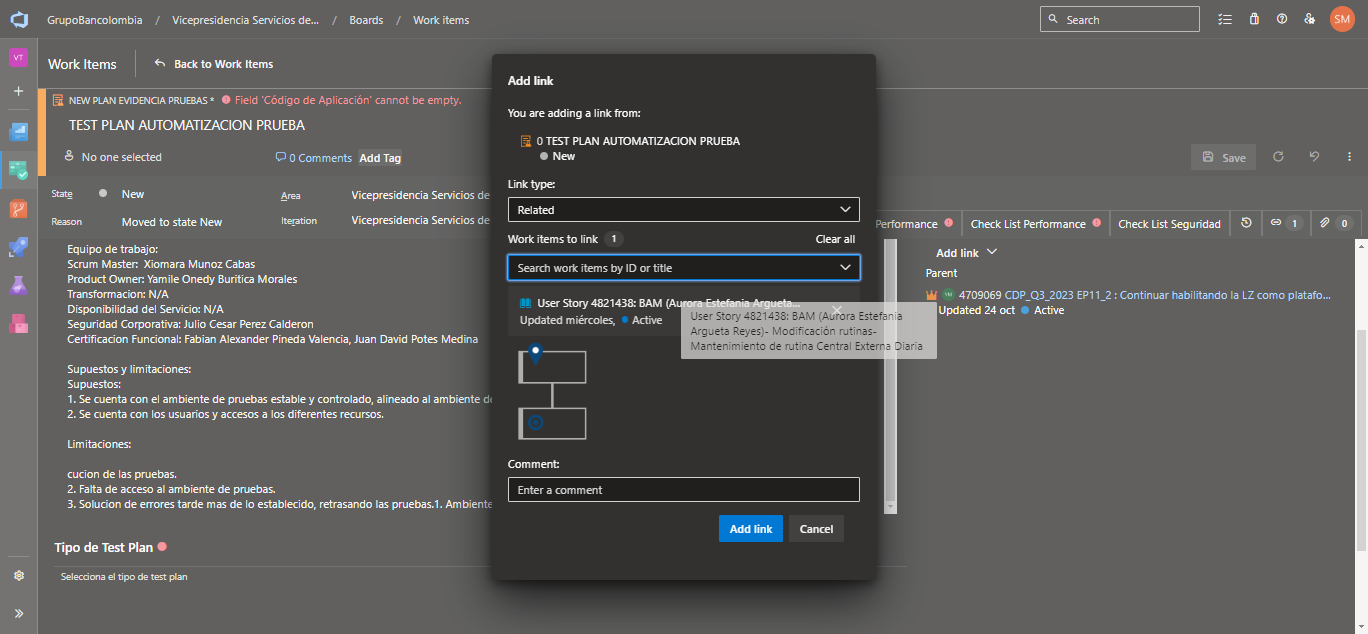 GrupoBancolombia / Vicepresidencia Servicios de... / Boards / Work items
Search
SM
VT
Work Items
Back to Work Items
NEW PLAN EVIDENCIA PRUEBAS * Field 'Código de Aplicación' cannot be empty.
TEST PLAN AUTOMATIZACION PRUEBA
No one selected
0 Comments
Add Tag
Save
State
New
Area
Vicepresidencia Servicios de
Reason
Moved to state New
Iteration
Vicepresidencia Servicios de
Performance
Check List Performance
Check List Seguridad
1
0
Equipo de trabajo:
Scrum Master: Xiomara Munoz Cabas
Product Owner: Yamile Onedy Buritica Morales
Transformacion: N/A
Disponibilidad del Servicio: N/A
Seguridad Corporativa: Julio Cesar Perez Calderon
Certificacion Funcional: Fabian Alexander Pineda Valencia, Juan David Potes Medina
Supuestos y limitaciones:
Supuestos:
1. Se cuenta con el ambiente de pruebas estable y controlado, alineado al ambiente de
2. Se cuenta con los usuarios y accesos a los diferentes recursos.
Limitaciones:
cucion de las pruebas.
2. Falta de acceso al ambiente de pruebas.
3. Solucion de errores tarde mas de lo establecido, retrasando las pruebas.1. Ambiente
Tipo de Test Plan
Selecciona el tipo de test plan
Add link
You are adding a link from:
0 TEST PLAN AUTOMATIZACION PRUEBA
New
Link type:
Related
Work items to link 1
Clear all
Search work items by ID or title
User Story 4821438: BAM (Aurora Estefania Argueta...
Updated miércoles, Active
User Story 4821438: BAM (Aurora Estefania
Argueta Reyes)- Modificación rutinas-
Mantenimiento de rutina Central Externa Diaria
Comment:
Enter a comment
Add link
Cancel
Add link
Parent
4709069 CDP_Q3_2023 EP11_2 : Continuar habilitando la LZ como platafo...
Updated 24 oct Active